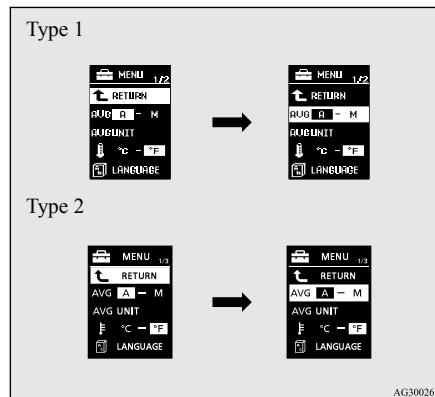 Type 1
MENU 1/2
RETURN
AVG A - M
AVG UNIT
°C - °F
LANGUAGE
MENU 1/2
RETURN
AVG A - M
AVG UNIT
°C - °F
LANGUAGE
Type 2
MENU 1/3
RETURN
AVG A - M
AVG UNIT
°C - °F
LANGUAGE
MENU 1/3
RETURN
AVG A - M
AVG UNIT
°C - °F
LANGUAGE
AG30026